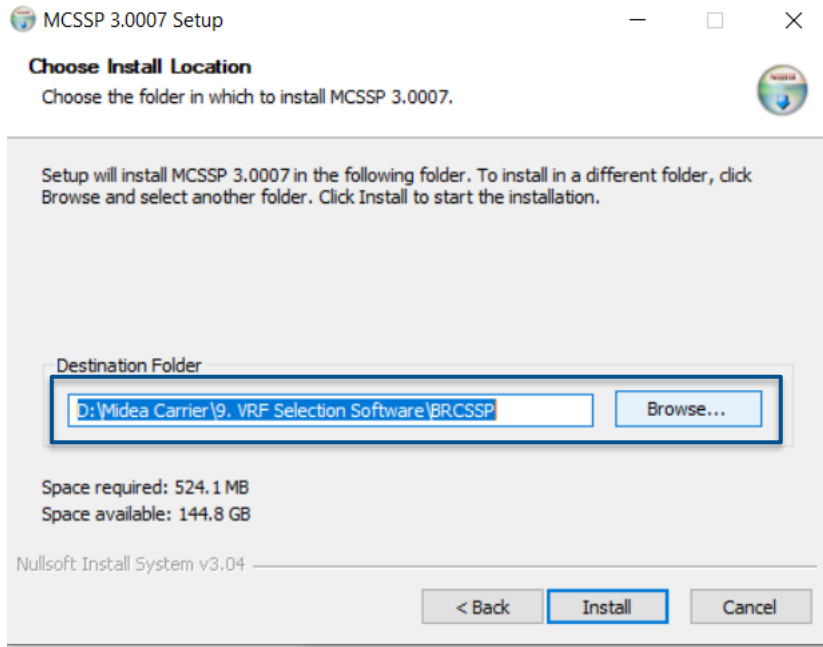 MCSSP 3.0007 Setup
Choose Install Location
Choose the folder in which to install MCSSP 3.0007.
Setup will install MCSSP 3.0007 in the following folder. To install in a different folder, click
Browse and select another folder. Click Install to start the installation.
Destination Folder
D:\Midea Carrier\9. VRF Selection Software\BRCSSP
Browse...
Space required: 524.1 MB
Space available: 144.8 GB
Nullsoft Install System v3.04
< Back
Install
Cancel